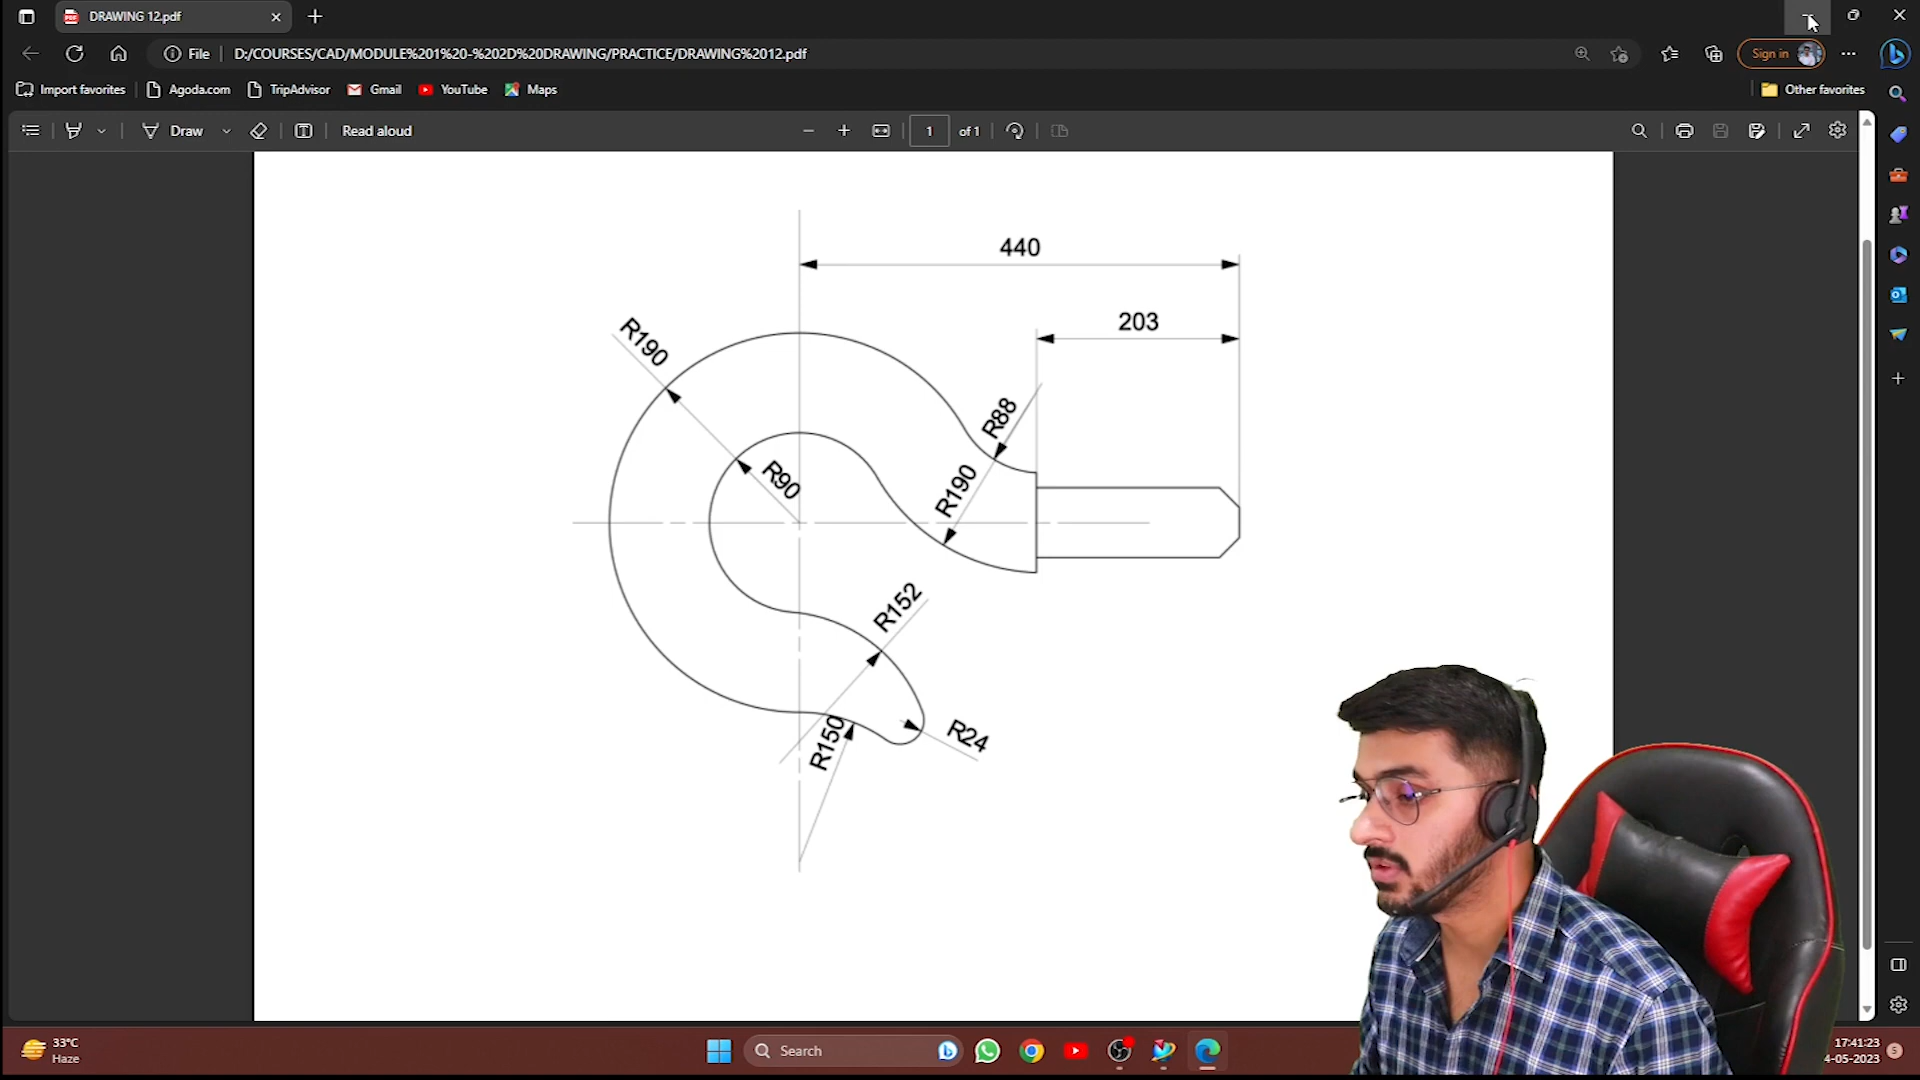 DRAWING 12.pdf
File D:/COURSES/CAD/MODULE%201%20-%202D%20DRAWING/PRACTICE/DRAWING%2012.pdf
Sign in
Import favorites Agoda.com TripAdvisor Gmail YouTube Maps Other favorites
Draw Read aloud 1 of 1
440
203
R190
R88
R190
R90
R152
R150
R24
33°C
Haze
Search
17:41:23
4-05-2023
5